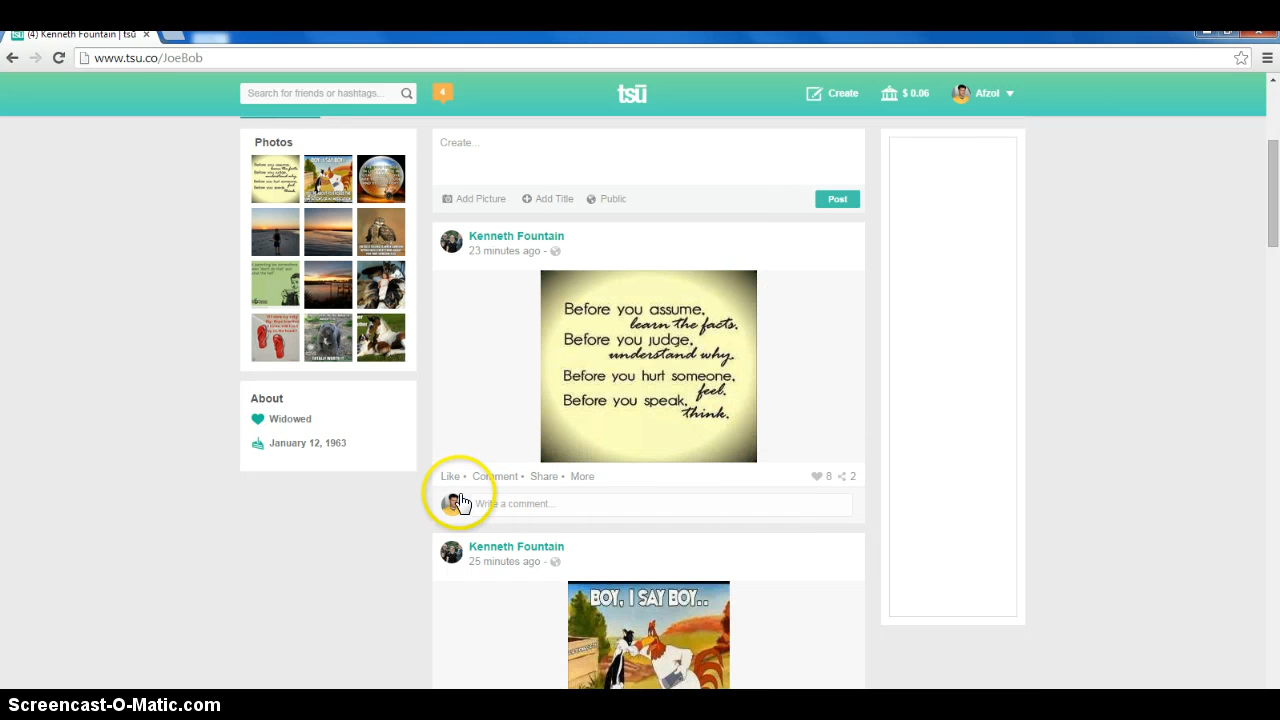 (4) Kenneth Fountain | tsū
www.tsu.co/JoeBob
Search for friends or hashtags...
4
tsū
Create
$ 0.06
Afzol
Photos
Create...
Add Picture
Add Title
Public
Post
Kenneth Fountain
23 minutes ago -
Before you assume,
learn the facts.
Before you judge,
understand why.
Before you hurt someone,
feel.
Before you speak,
think.
About
Widowed
January 12, 1963
Like • Comment • Share • More
8
2
Write a comment...
Kenneth Fountain
25 minutes ago -
BOY, I SAY BOY..
Screencast-O-Matic.com